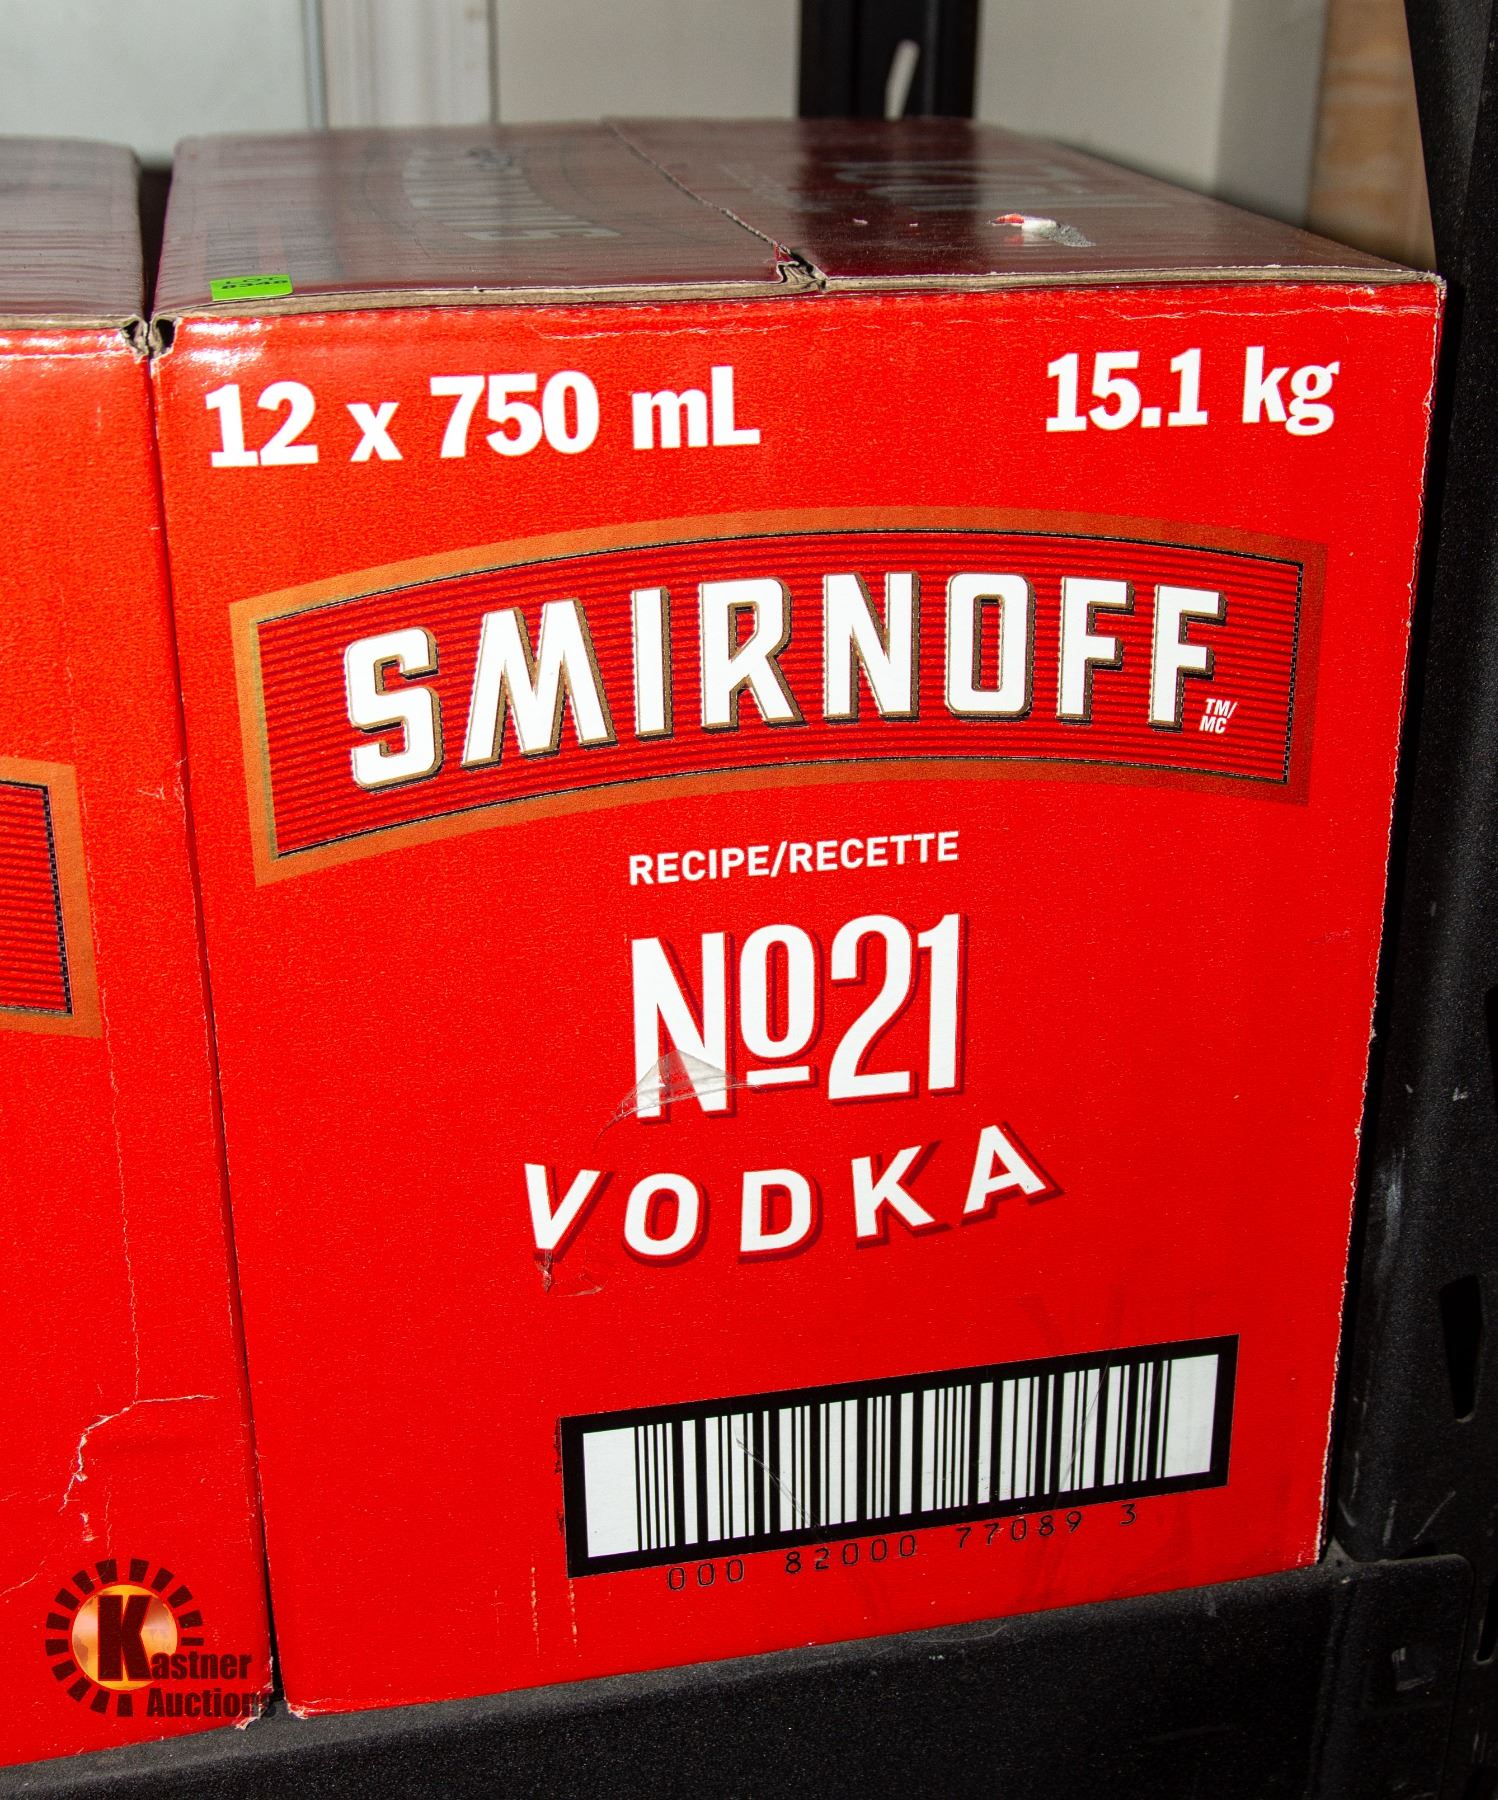 12 x 750 mL
15.1 kg
SMIRNOFF
TM/
MC
RECIPE/RECETTE
Nº21
VODKA
000 82000 77089 3
Kastner
Auctions